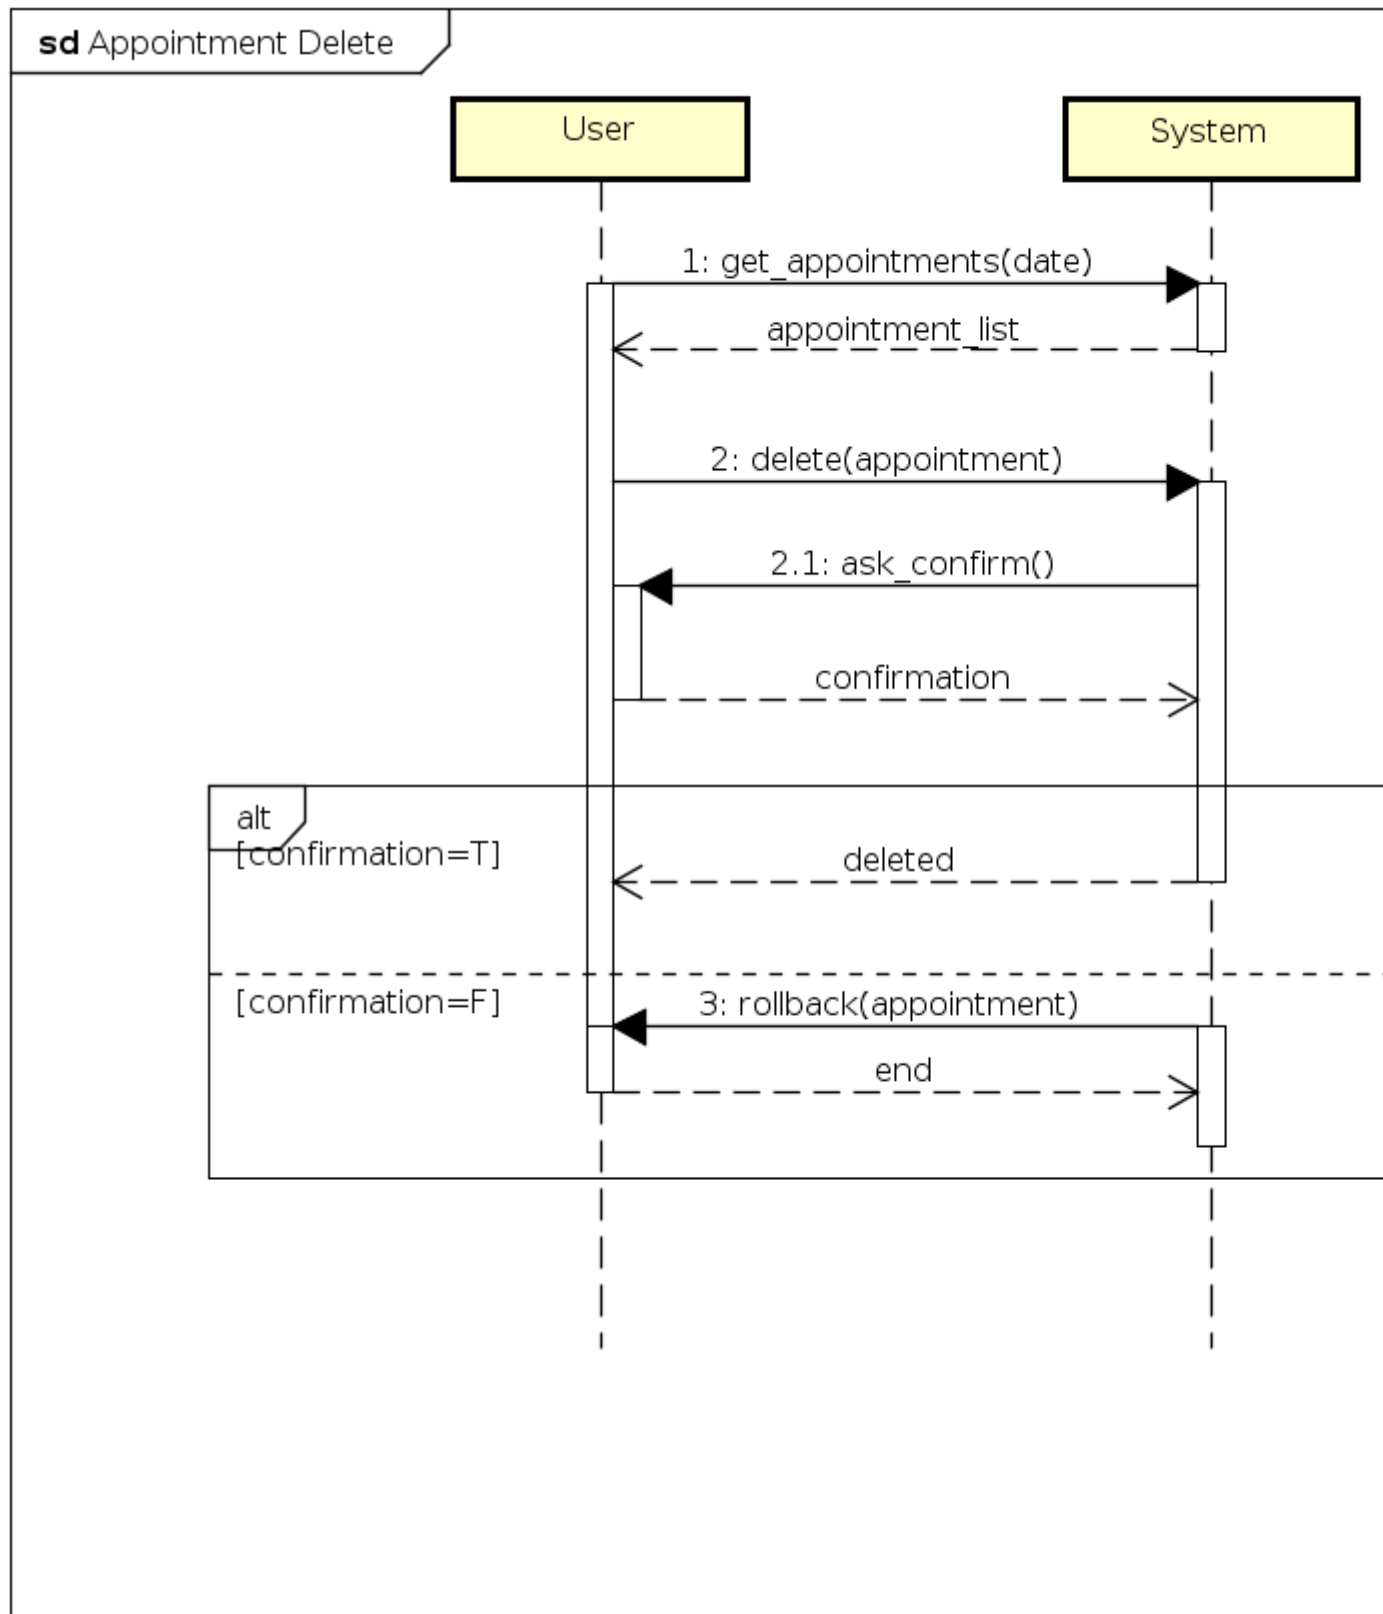 sd Appointment Delete
User
System
1: get_appointments(date)
appointment_list
2: delete(appointment)
2.1: ask_confirm()
confirmation
alt
[confirmation=T]
deleted
[confirmation=F]
3: rollback(appointment)
end